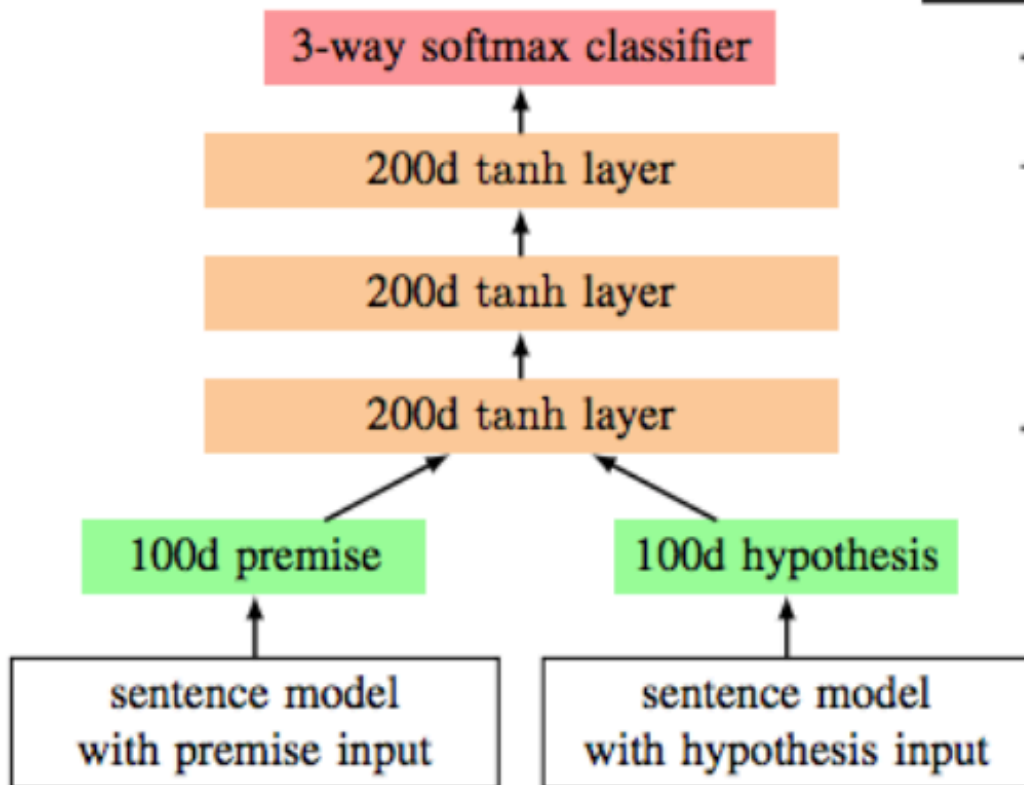 3-way softmax classifier
200d tanh layer
200d tanh layer
200d tanh layer
100d premise
100d hypothesis
sentence model
with premise input
sentence model
with hypothesis input